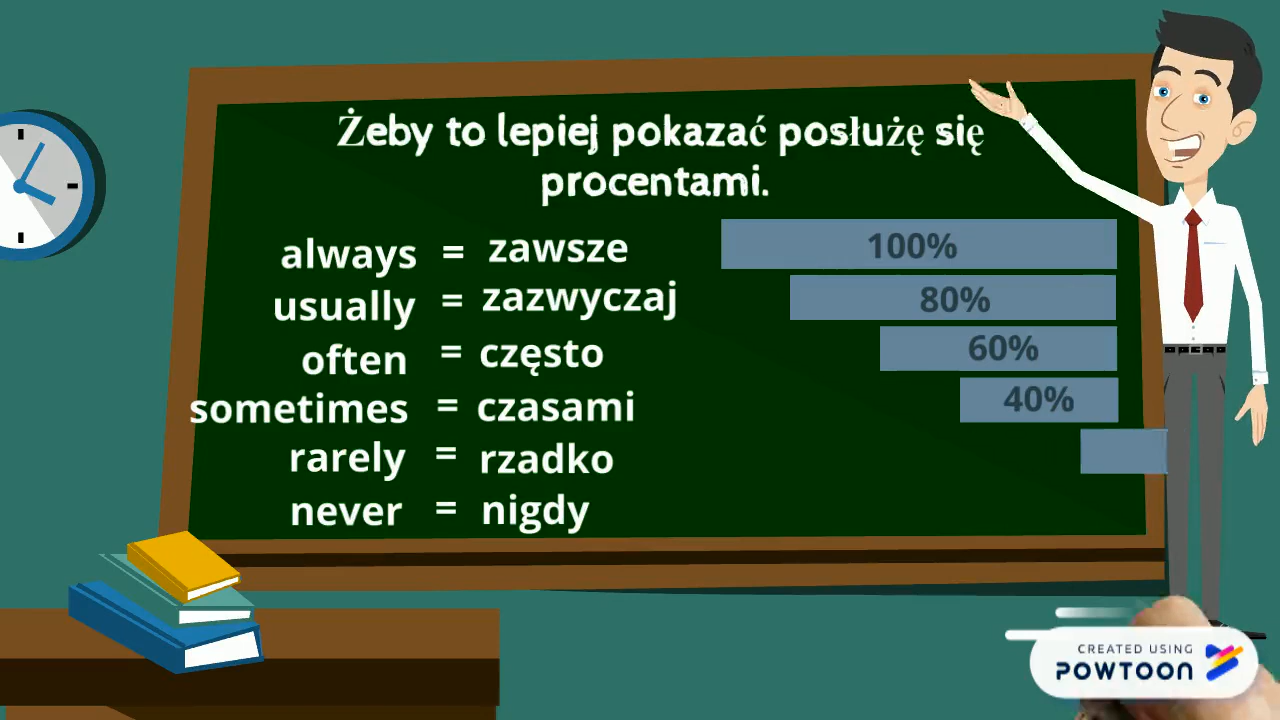 Żeby to lepiej pokazać posłużę się
procentami.
always = zawsze 100%
usually = zazwyczaj 80%
often = często 60%
sometimes = czasami 40%
rarely = rzadko
never = nigdy
CREATED USING
POWTOON